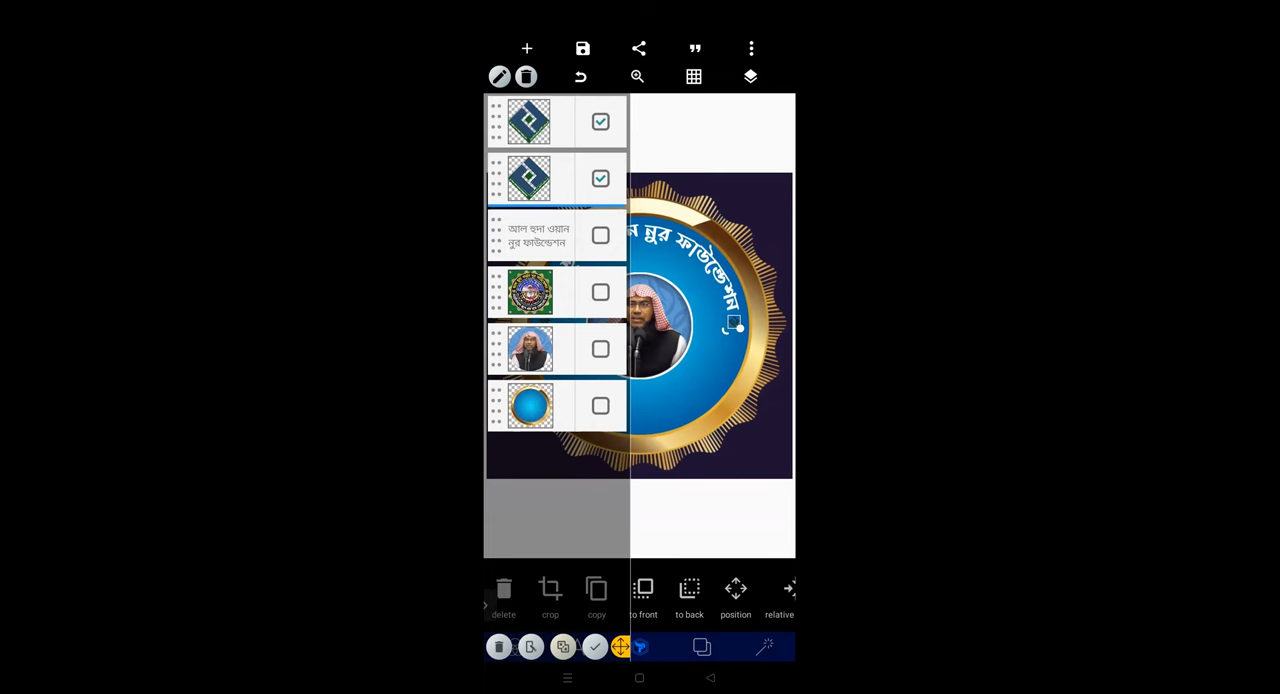 আল হুদা ওয়ান
নুর ফাউন্ডেশন
ন নুর ফাউন্ডেশন
delete
crop
copy
to front
to back
position
relative